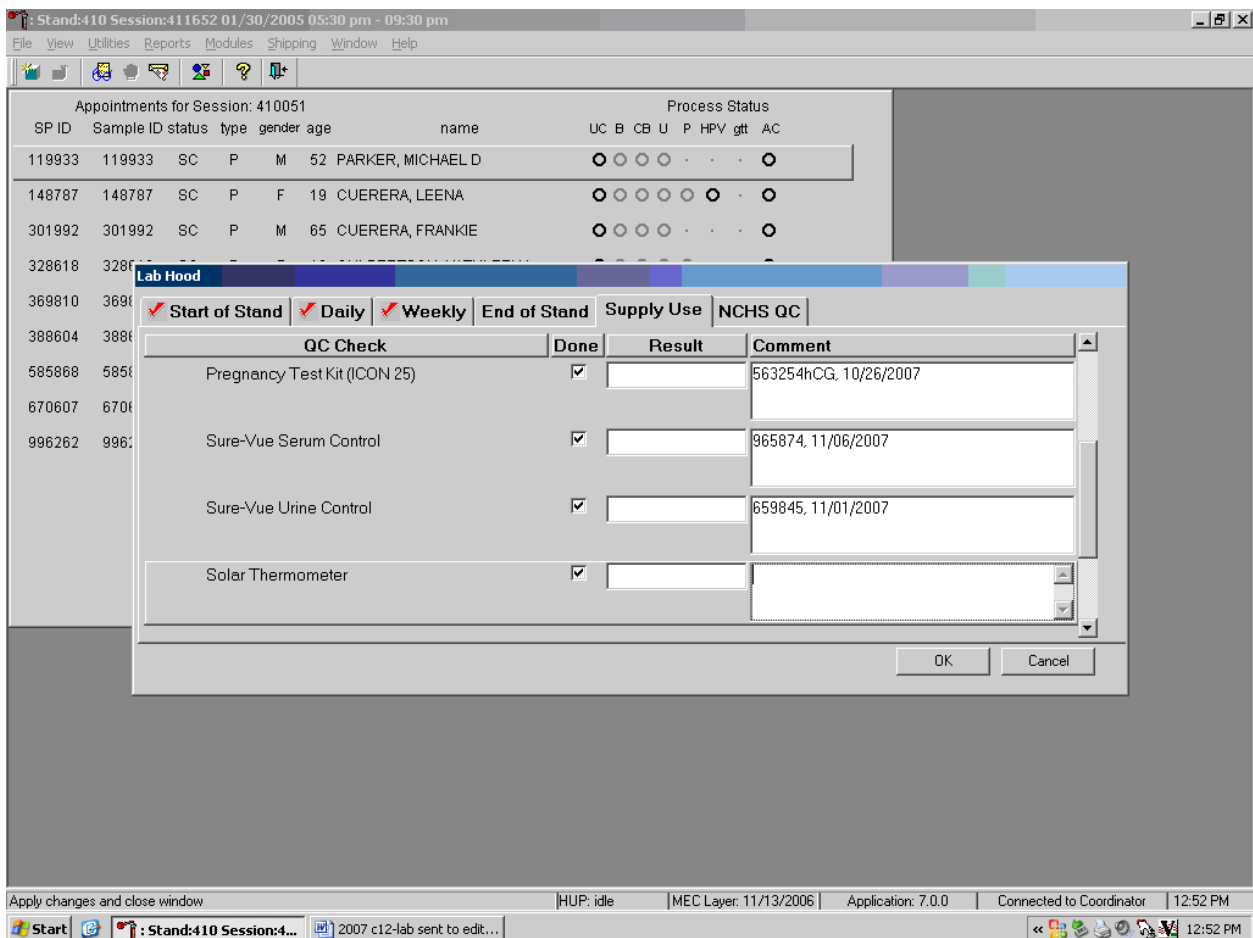 : Stand:410 Session:411652 01/30/2005 05:30 pm - 09:30 pm
File View Utilities Reports Modules Shipping Window Help
Appointments for Session: 410051 Process Status
SP ID Sample ID status type gender age name UC B CB U P HPV gtt AC
119933 119933 SC P M 52 PARKER, MICHAEL D
148787 148787 SC P F 19 CUERERA, LEENA
301992 301992 SC P M 65 CUERERA, FRANKIE
328618
Lab Hood
369810
Start of Stand Daily Weekly End of Stand Supply Use NCHS QC
388604
QC Check Done Result Comment
585868
Pregnancy Test Kit (ICON 25) 563254hCG, 10/26/2007
670607
996262
Sure-Vue Serum Control 965874, 11/06/2007
Sure-Vue Urine Control 659845, 11/01/2007
Solar Thermometer
OK Cancel
Apply changes and close window HUP: idle MEC Layer: 11/13/2006 Application: 7.0.0 Connected to Coordinator 12:52 PM
Start : Stand:410 Session:4... 2007 c12-lab sent to edit... « 12:52 PM